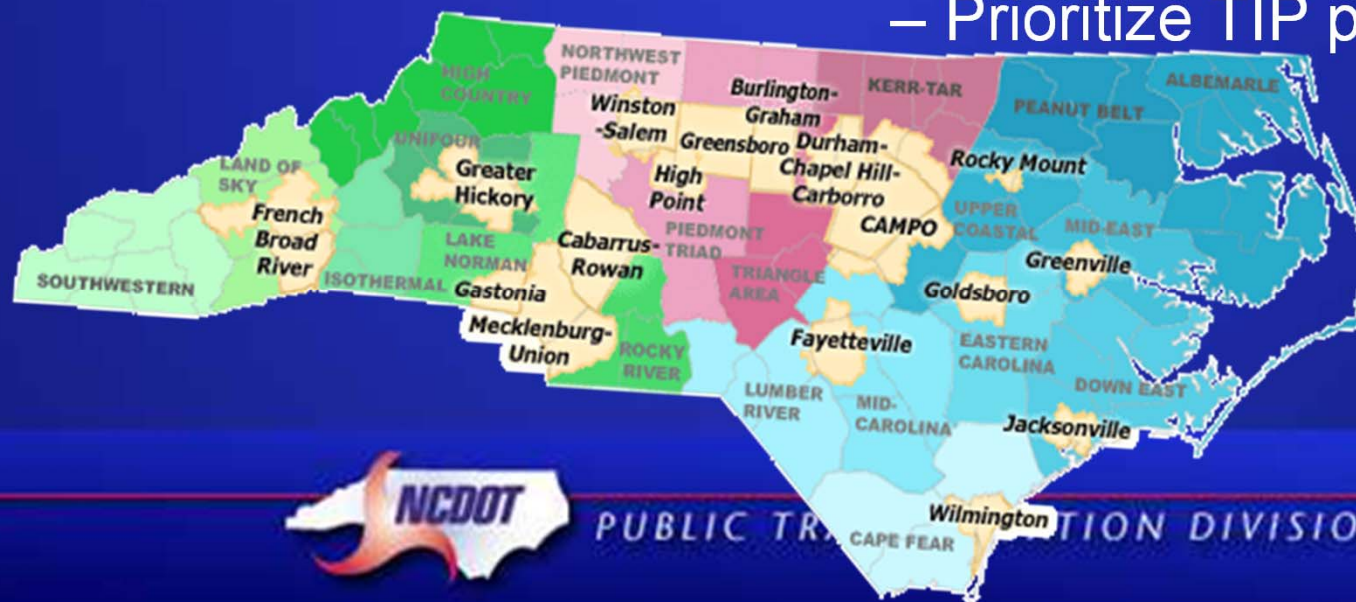 – Prioritize TIP p
NORTHWEST
PIEDMONT
HIGH
COUNTRY
Burlington-
Graham
KERR-TAR
ALBEMARLE
PEANUT BELT
Winston
-Salem
UNIFOUR
Greensboro
Durham-
Chapel Hill-
Carborro
Rocky Mount
LAND OF
SKY
Greater
Hickory
High
Point
French
Broad
River
UPPER
COASTAL
MID-EAST
CAMPO
PIEDMONT
TRIAD
LAKE
NORMAN
Cabarrus-
Rowan
Greenville
SOUTHWESTERN
ISOTHERMAL
Gastonia
TRIANGLE
AREA
Goldsboro
Mecklenburg-
Union
ROCKY
RIVER
Fayetteville
EASTERN
CAROLINA
LUMBER
RIVER
MID-
CAROLINA
DOWN EAST
Jacksonville
NCDOT
PUBLIC TR
Wilmington
TION DIVISIO
CAPE FEAR